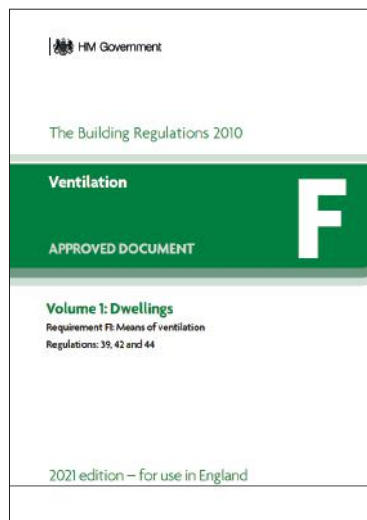 HM Government
The Building Regulations 2010
Ventilation
F
APPROVED DOCUMENT
Volume 1: Dwellings
Requirement F1: Means of ventilation
Regulations: 39, 42 and 44
2021 edition – for use in England